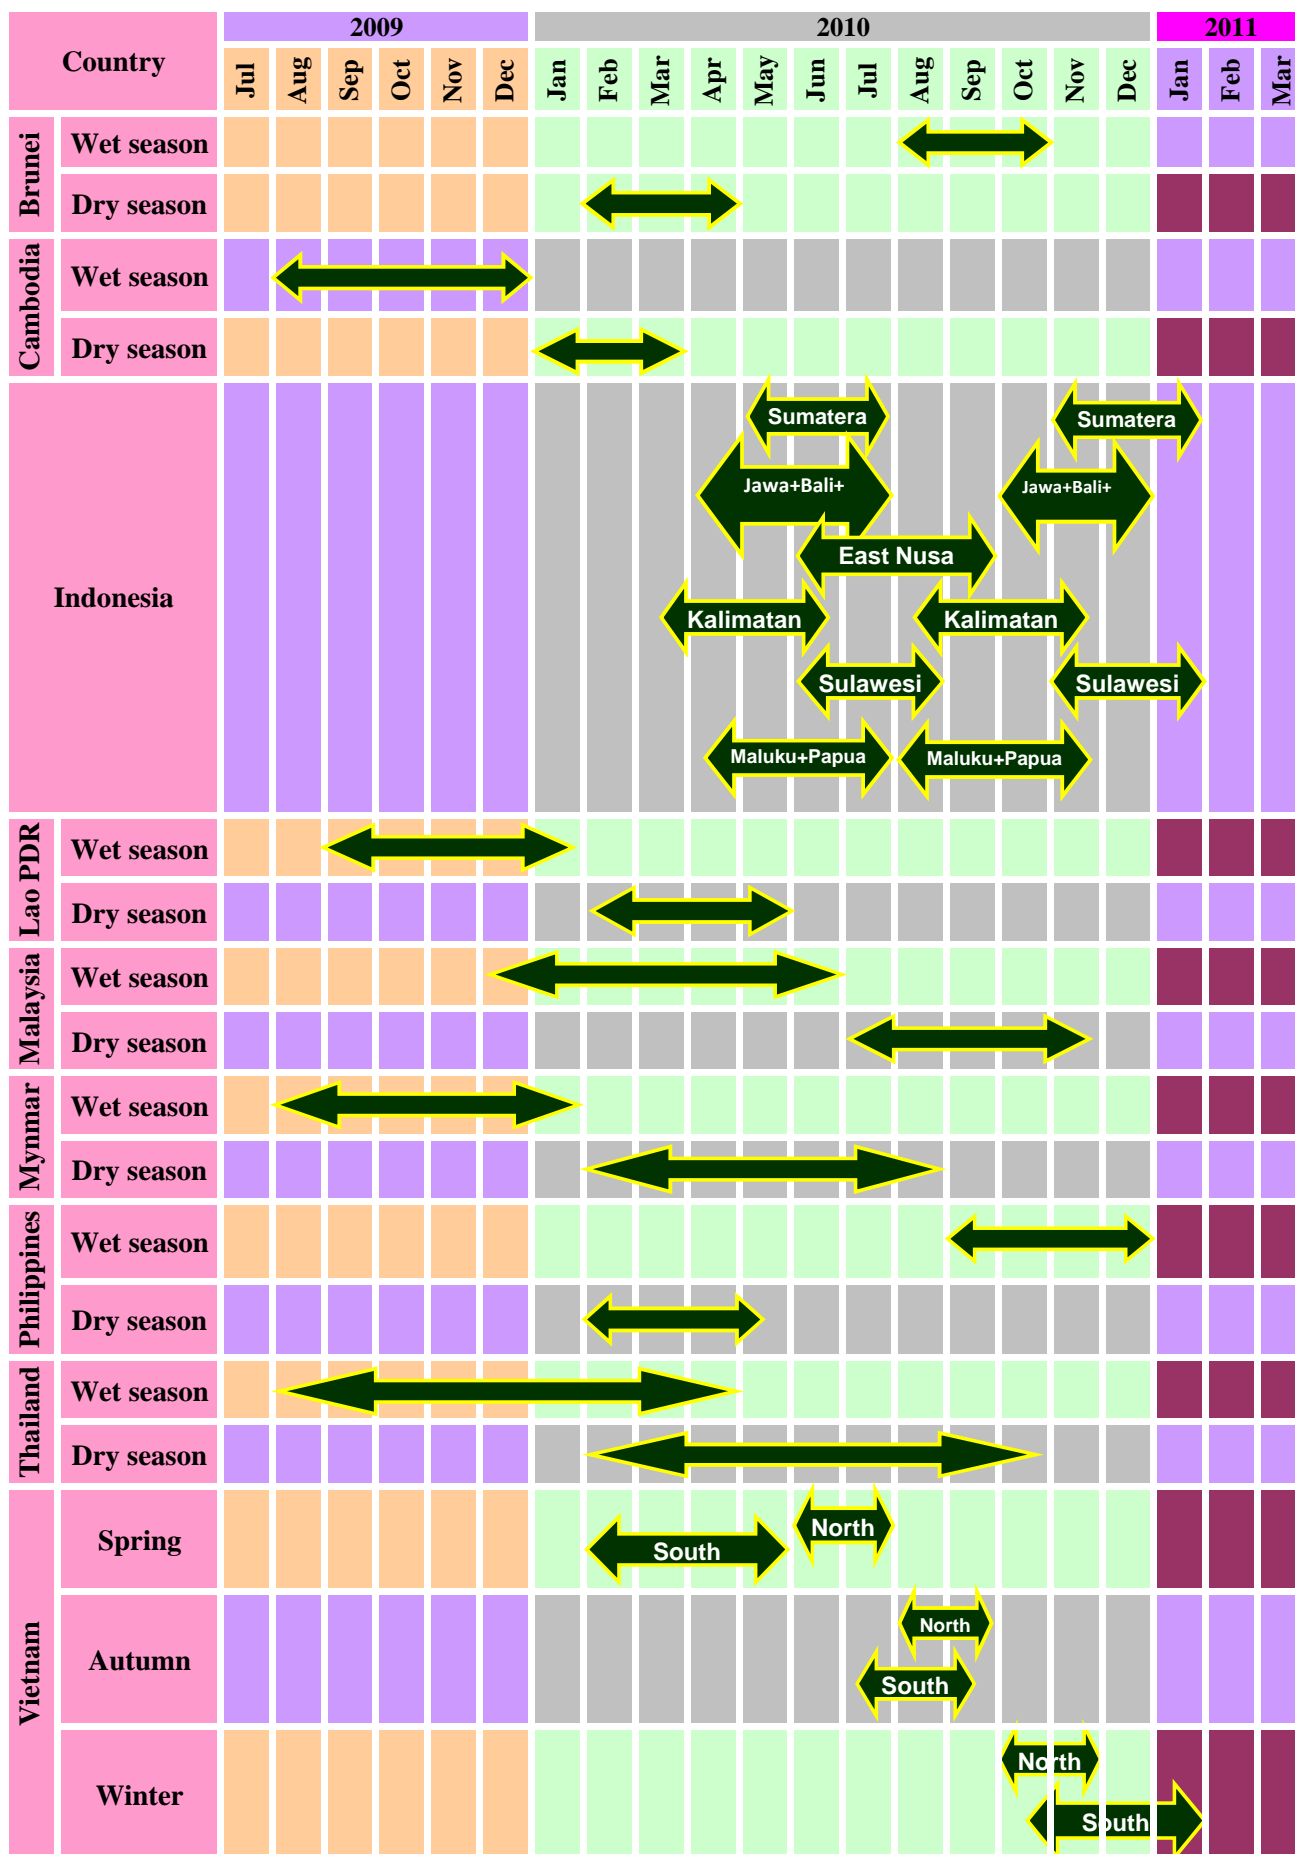 Country
2009
2010
2011
Jul
Aug
Sep
Oct
Nov
Dec
Jan
Feb
Mar
Apr
May
Jun
Jul
Aug
Sep
Oct
Nov
Dec
Jan
Feb
Mar
Brunei
Wet season
Dry season
Cambodia
Wet season
Dry season
Indonesia
Sumatera
Sumatera
Jawa+Bali+
Jawa+Bali+
East Nusa
Kalimatan
Kalimatan
Sulawesi
Sulawesi
Maluku+Papua
Maluku+Papua
Lao PDR
Wet season
Dry season
Malaysia
Wet season
Dry season
Mynmar
Wet season
Dry season
Philippines
Wet season
Dry season
Thailand
Wet season
Dry season
Vietnam
Spring
North
South
Autumn
North
South
Winter
North
South